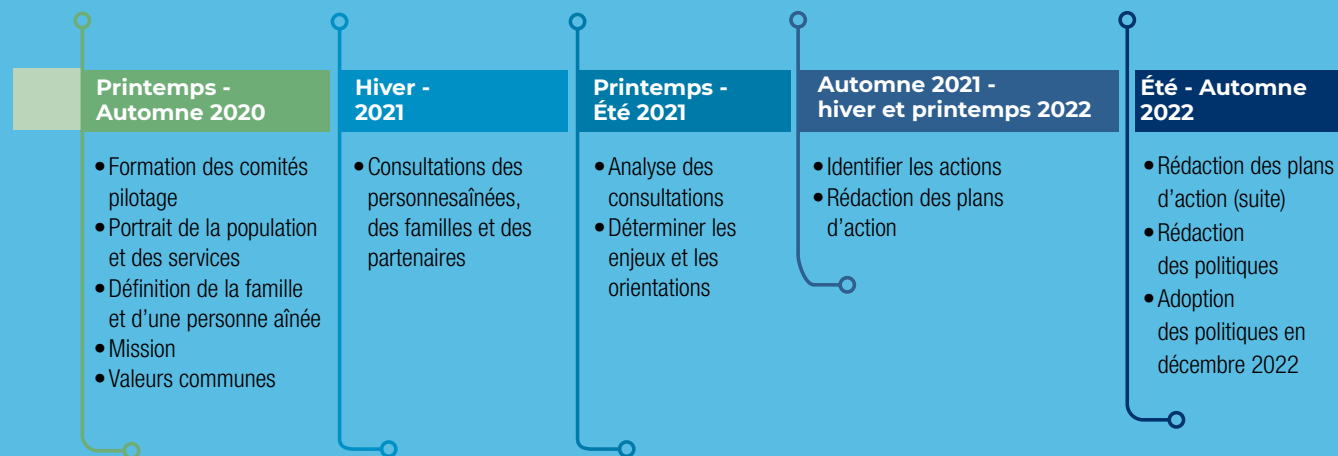 Printemps -
Automne 2020
• Formation des comités
pilotage
• Portrait de la population
et des services
• Définition de la famille
et d’une personne aînée
• Mission
• Valeurs communes
Hiver -
2021
• Consultations des
personnesaînées,
des familles et des
partenaires
Printemps -
Été 2021
• Analyse des
consultations
• Déterminer les
enjeux et les
orientations
Automne 2021 -
hiver et printemps 2022
• Identifier les actions
• Rédaction des plans
d’action
Été - Automne
2022
• Rédaction des plans
d’action (suite)
• Rédaction
des politiques
• Adoption
des politiques en
décembre 2022